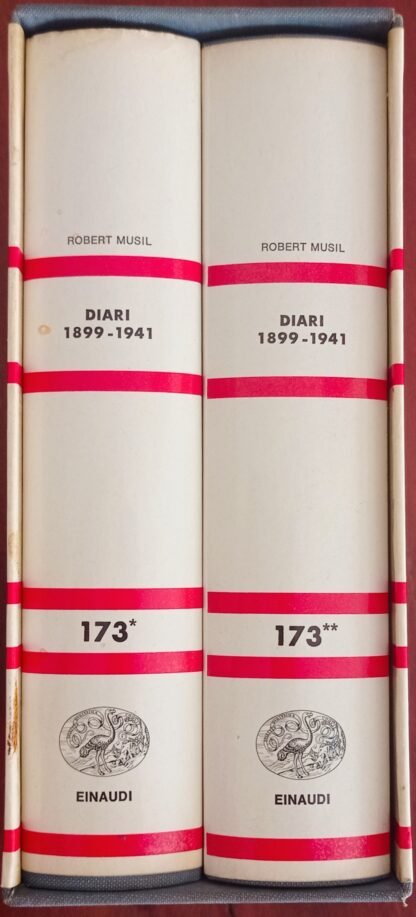 ROBERT MUSIL
DIARI
1899-1941
173*
EINAUDI
ROBERT MUSIL
DIARI
1899-1941
173**
EINAUDI